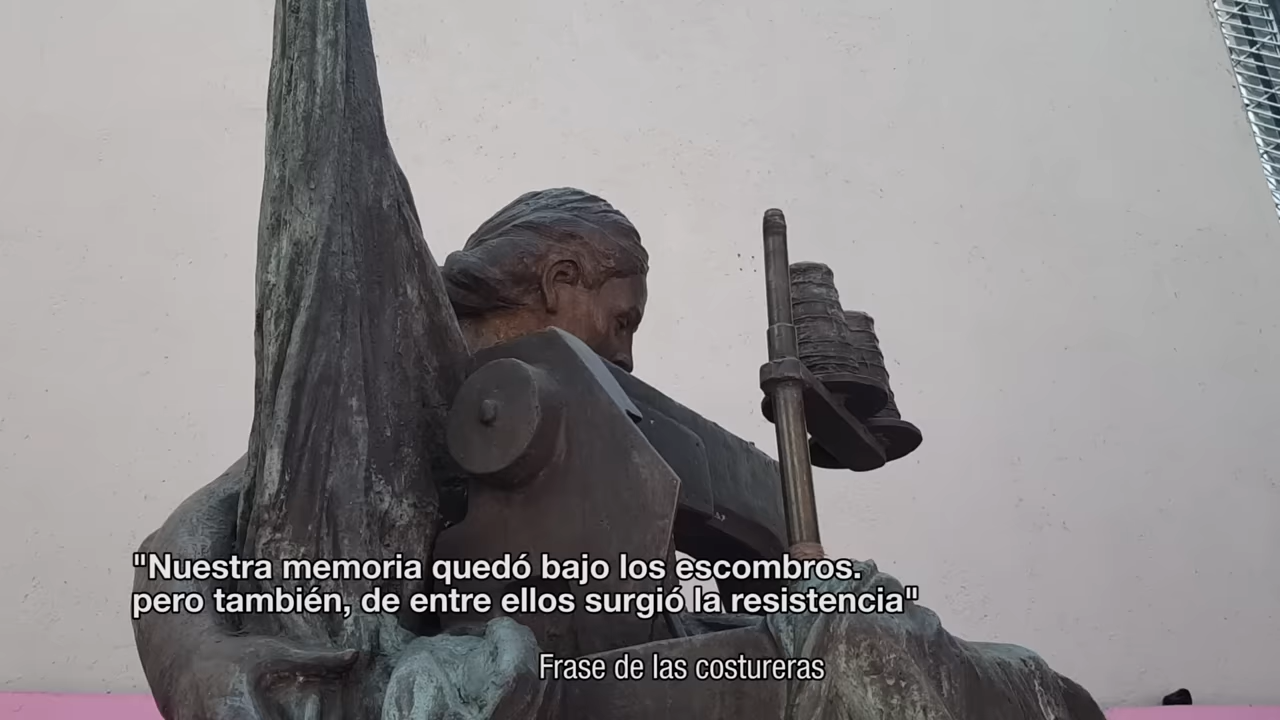 "Nuestra memoria quedó bajo los escombros.
pero también, de entre ellos surgió la resistencia"
Frase de las costureras